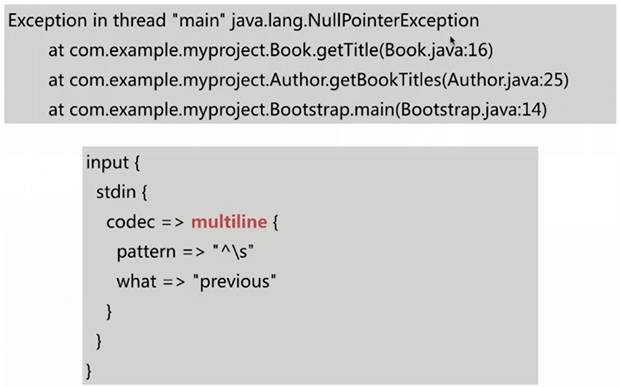 Exception in thread "main" java.lang.NullPointerException
at com.example.myproject.Book.getTitle(Book.java:16)
at com.example.myproject.Author.getBookTitles(Author.java:25)
at com.example.myproject.Bootstrap.main(Bootstrap.java:14)
input {
stdin {
codec => multiline {
pattern => "^\s"
what => "previous"
}
}
}